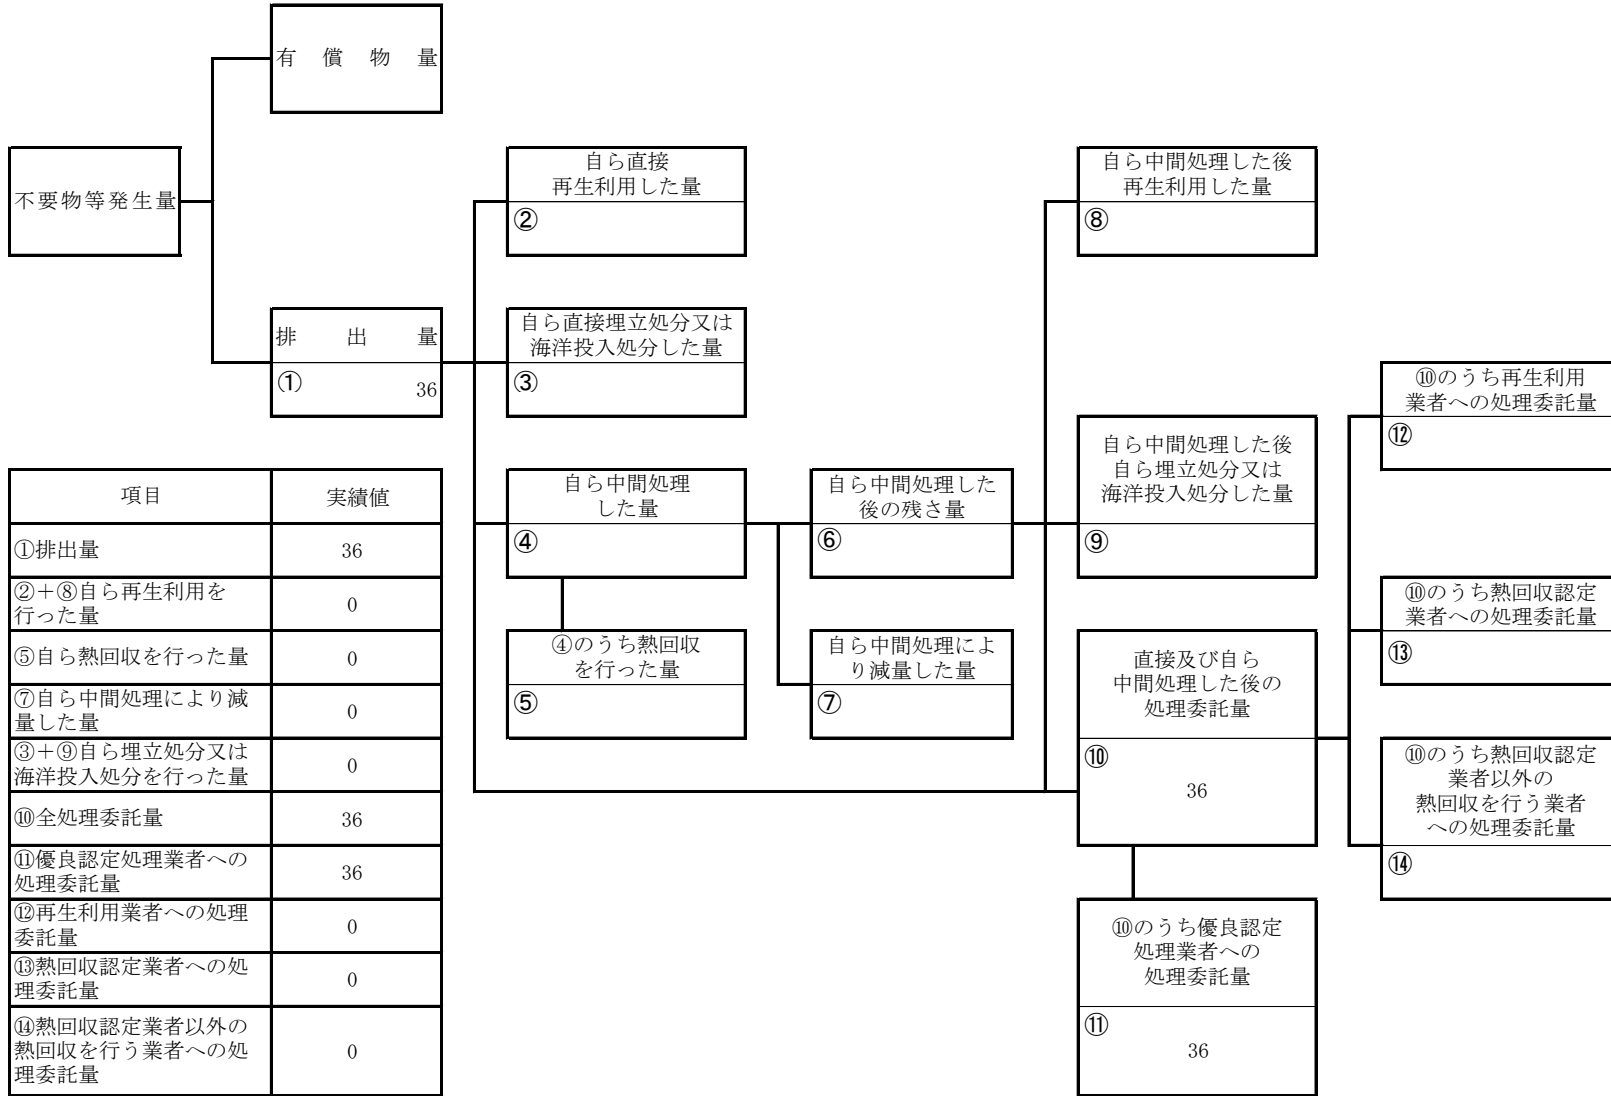 有償物量
不要物等発生量
自ら直接
再生利用した量
②
自ら中間処理した後
再生利用した量
⑧
排出量
①
36
自ら直接埋立処分又は
海洋投入処分した量
③
⑩のうち再生利用
業者への処理委託量
⑫
自ら中間処理
した量
④
自ら中間処理した
後の残さ量
⑥
自ら中間処理した後
自ら埋立処分又は
海洋投入処分した量
⑨
⑩のうち熱回収認定
業者への処理委託量
⑬
④のうち熱回収
を行った量
⑤
自ら中間処理によ
り減量した量
⑦
直接及び自ら
中間処理した後の
処理委託量
⑩
36
⑩のうち熱回収認定
業者以外の
熱回収を行う業者
への処理委託量
⑭
⑩のうち優良認定
処理業者への
処理委託量
⑪
36
項目 実績値
①排出量 36
②+⑧自ら再生利用を
行った量 0
⑤自ら熱回収を行った量 0
⑦自ら中間処理により減
量した量 0
③+⑨自ら埋立処分又は
海洋投入処分を行った量 0
⑩全処理委託量 36
⑪優良認定処理業者への
処理委託量 36
⑫再生利用業者への処理
委託量 0
⑬熱回収認定業者への処
理委託量 0
⑭熱回収認定業者以外の
熱回収を行う業者への処
理委託量 0